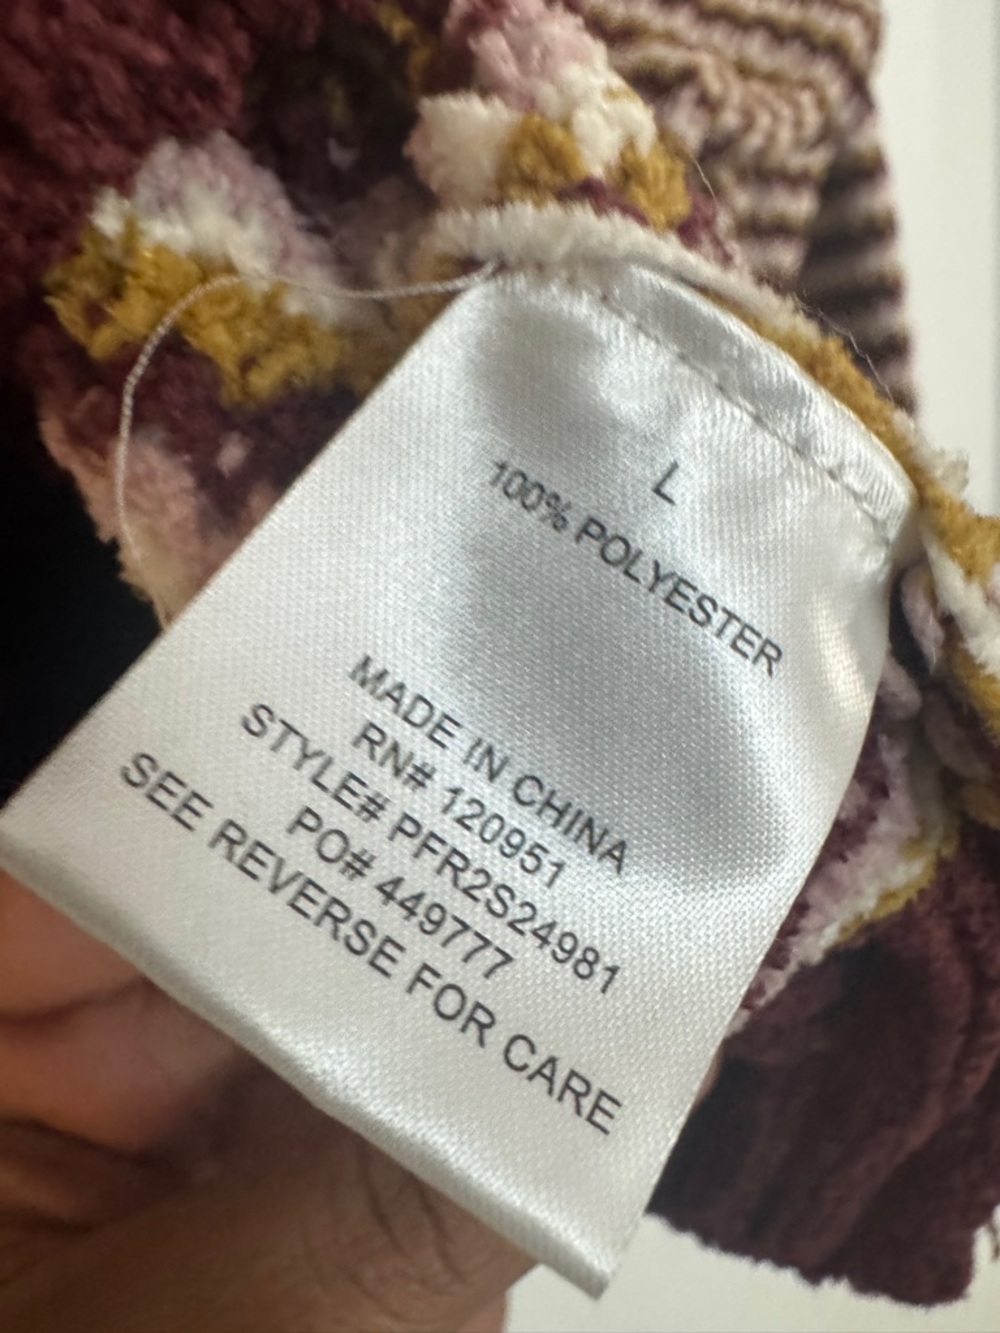 L
100% POLYESTER
MADE IN CHINA
RN# 120951
STYLE# PFR2S24981
PO# 449777
SEE REVERSE FOR CARE